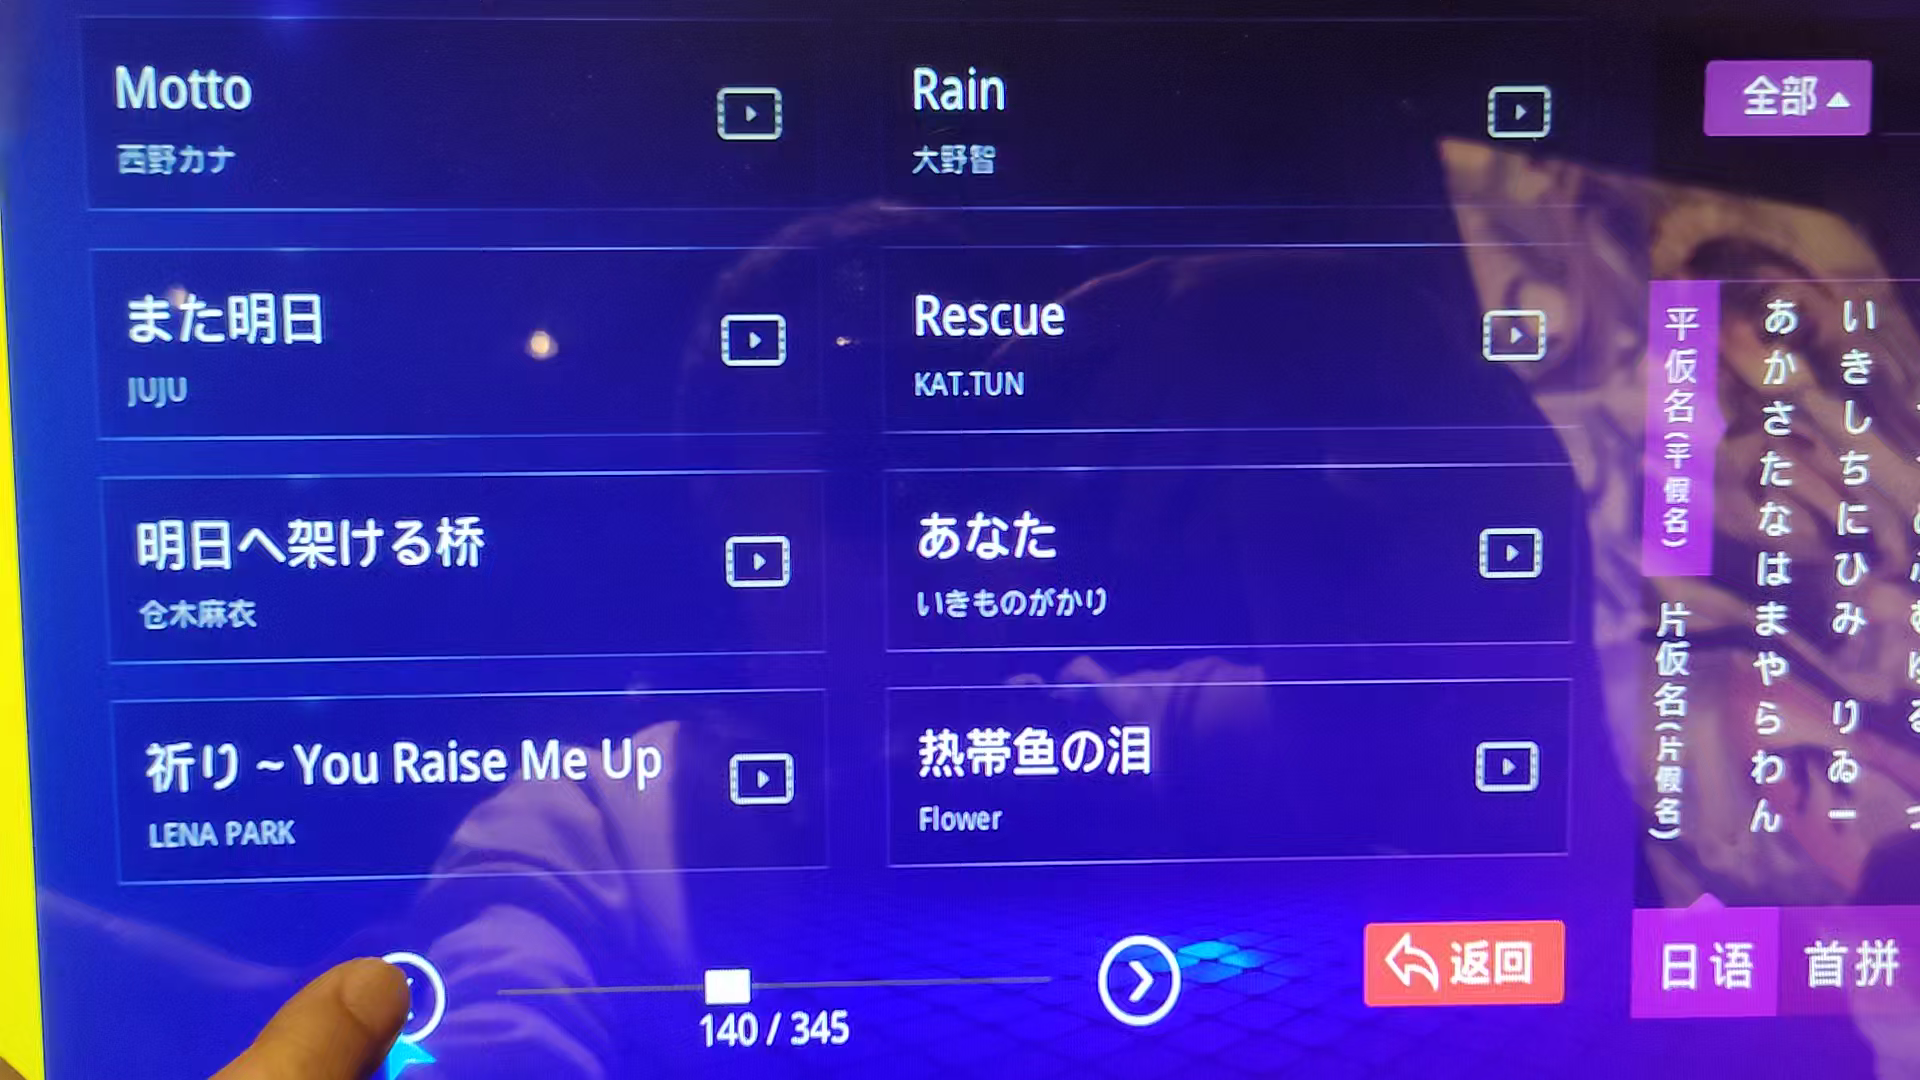 Motto
西野カナ
Rain
大野智
また明日
JUJU
Rescue
KAT.TUN
明日へ架ける桥
仓木麻衣
あなた
いきものがかり
祈り ~ You Raise Me Up
LENA PARK
热帯鱼の泪
Flower
140 / 345
返回
全部
平仮名(平假名)
片仮名(片假名)
あかさたなはまやらわん
いきしちにひみ りゐー
日语
首拼